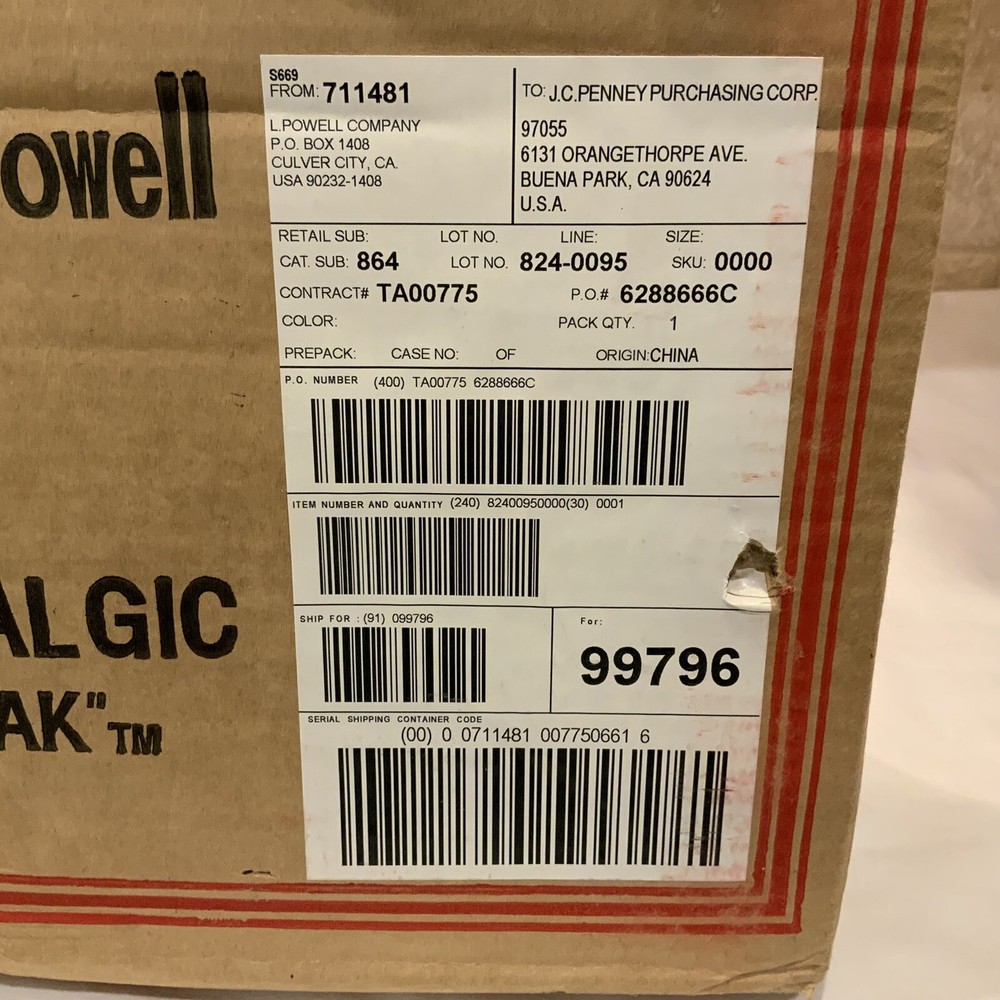 owell
ALGIC
AK"TM
S669
FROM: 711481
L.POWELL COMPANY
P.O. BOX 1408
CULVER CITY, CA.
USA 90232-1408
TO: J.C.PENNEY PURCHASING CORP.
97055
6131 ORANGETHORPE AVE.
BUENA PARK, CA 90624
U.S.A.
RETAIL SUB: LOT NO. LINE: SIZE:
CAT. SUB: 864 LOT NO. 824-0095 SKU: 0000
CONTRACT# TA00775 P.O.# 6288666C
COLOR: PACK QTY. 1
PREPACK: CASE NO: OF ORIGIN:CHINA
P.O. NUMBER (400) TA00775 6288666C
ITEM NUMBER AND QUANTITY (240) 82400950000(30) 0001
SHIP FOR : (91) 099796
For:
99796
SERIAL SHIPPING CONTAINER CODE
(00) 0 0711481 007750661 6